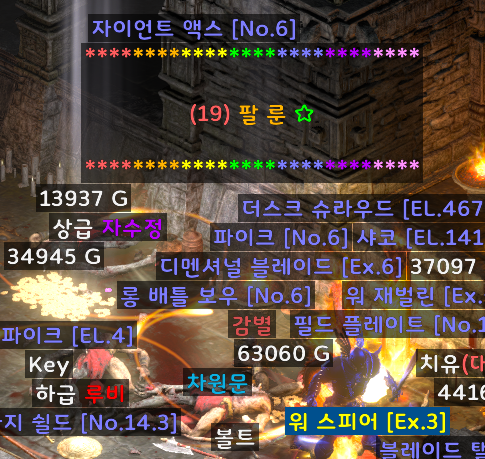 자이언트 액스 [No.6]
****************************
(19) 팔 룬 ☆
****************************
13937 G
더스크 슈라우드 [EL.467
상급 자수정
파이크 [No.6] 샤코 [EL.141
34945 G
디멘셔널 블레이드 [Ex.6] 37097
롱 배틀 보우 [No.6] 워 재벌린 [Ex.
파이크 [EL.4] 감별 필드 플레이트 [No.1
63060 G
Key 치유(대
차원문
하급 루비 4416
지 쉴드 [No.14.3] 워 스피어 [Ex.3]
볼트
블레이드